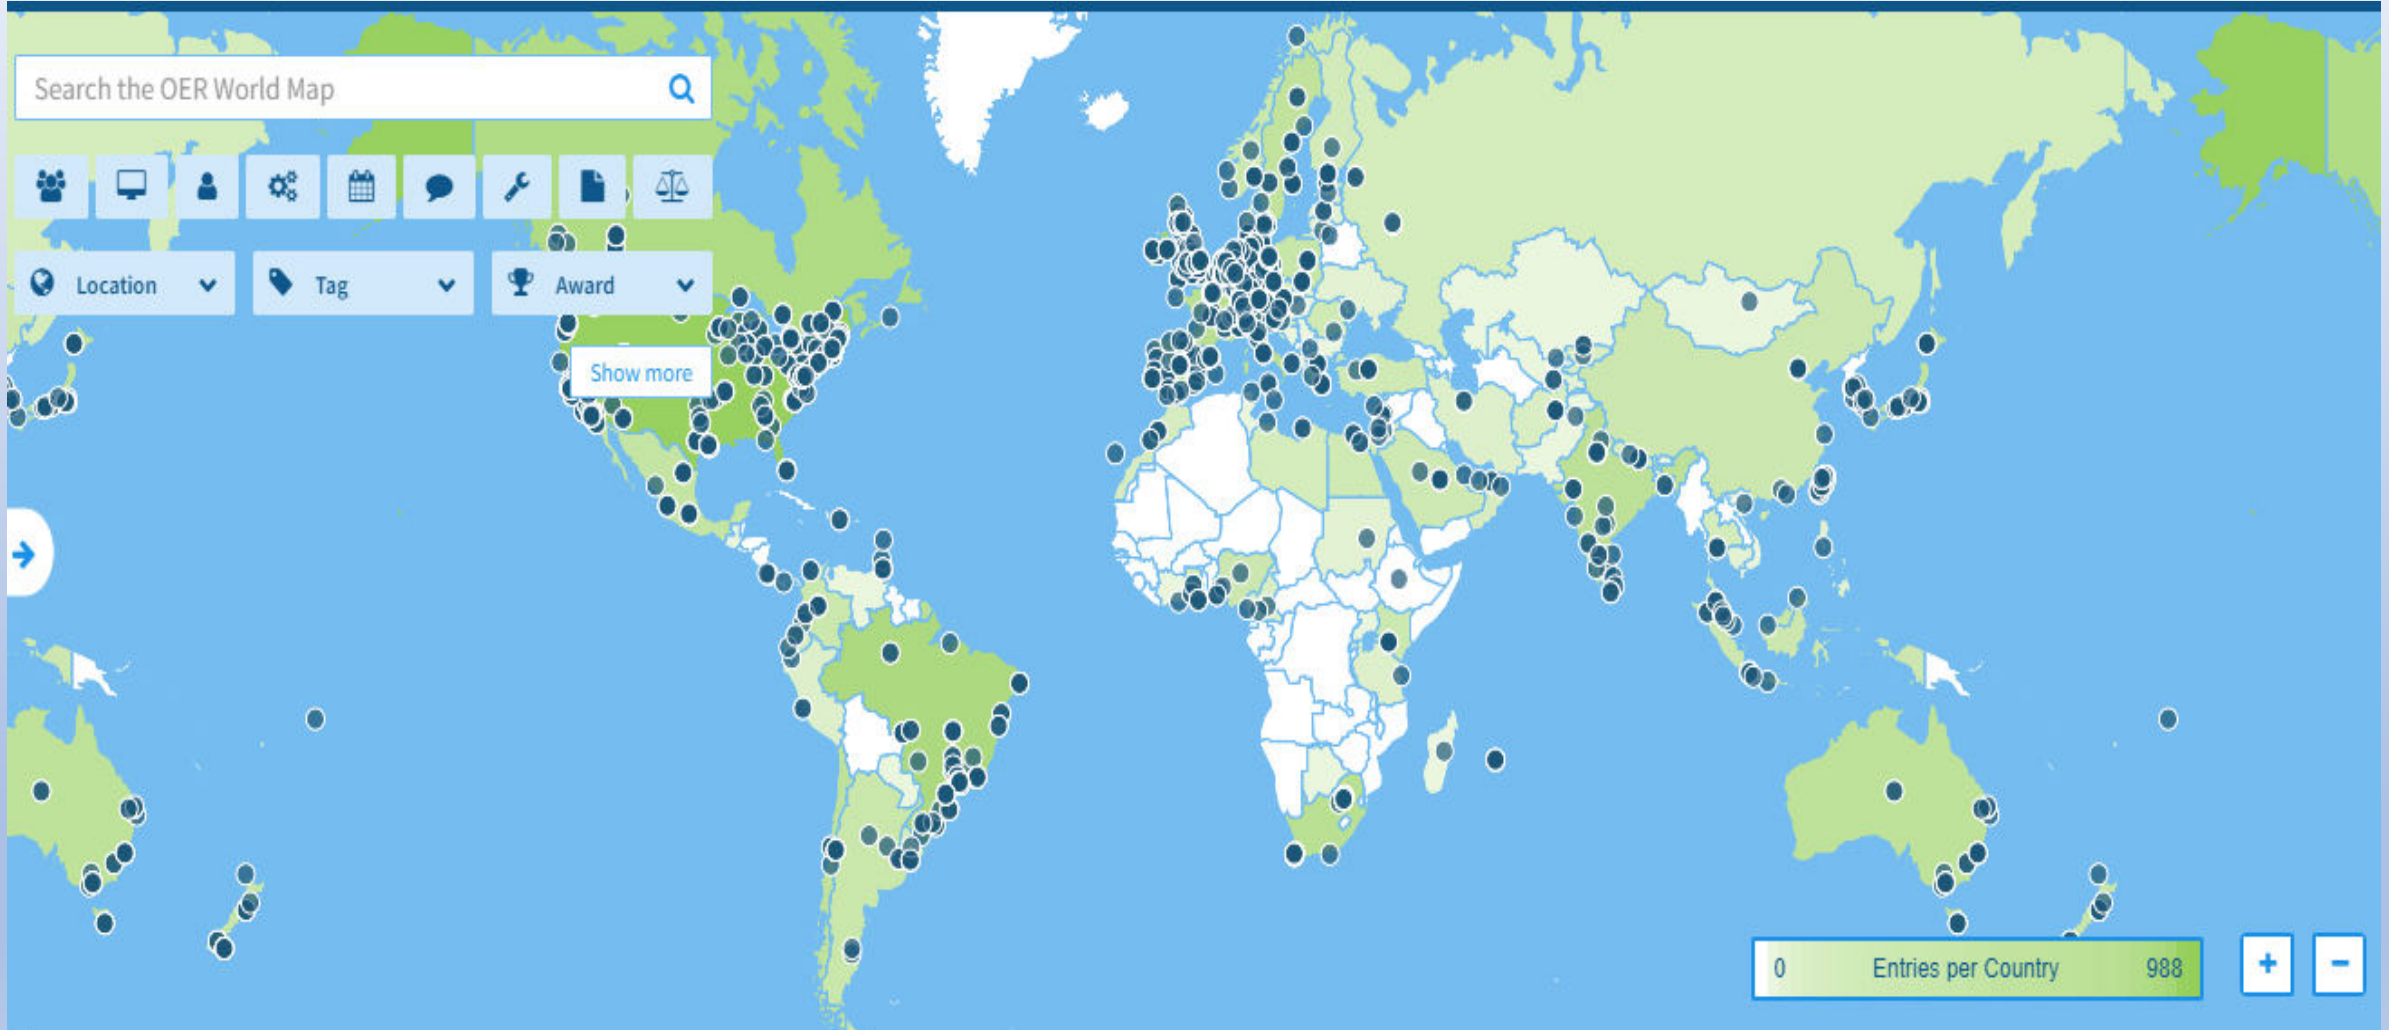 Search the OER World Map
Location
Tag
Award
Show more
0 Entries per Country 988